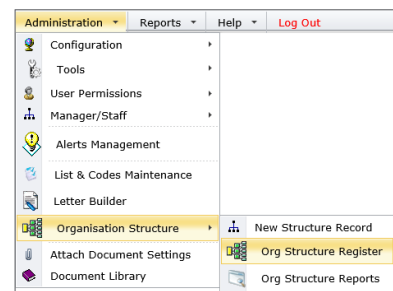 Administration Reports Help Log Out
Configuration
Tools
User Permissions
Manager/Staff
Alerts Management
List & Codes Maintenance
Letter Builder
Organisation Structure
Attach Document Settings
Document Library
New Structure Record
Org Structure Register
Org Structure Reports